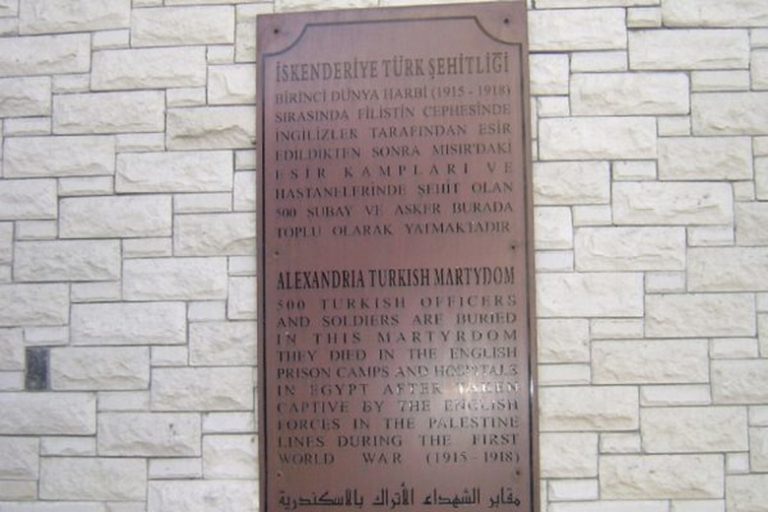 İSKENDERİYE TÜRK ŞEHİTLİĞİ
BİRİNCİ DÜNYA HARBİ (1915 - 1918)
SIRASINDA FİLİSTİN CEPHESİNDE
İNGİLİZLER TARAFINDAN ESİR
EDİLDİKTEN SONRA MISIR'DAKİ
ESİR KAMPLARI VE
HASTANELERİNDE ŞEHİT OLAN
500 SUBAY VE ASKER BURADA
TOPLU OLARAK YATMAKTADIR
ALEXANDRIA TURKISH MARTYDOM
500 TURKISH OFFICERS
AND SOLDIERS ARE BURIED
IN THIS MARTYRDOM
THEY DIED IN THE ENGLISH
PRISON CAMPS AND HOSPITALS
IN EGYPT AFTER TAKEN
CAPTIVE BY THE ENGLISH
FORCES IN THE PALESTINE
LINES DURING THE FIRST
WORLD WAR (1915 - 1918)
مقابر الشهداء الأتراك بالاسكندرية